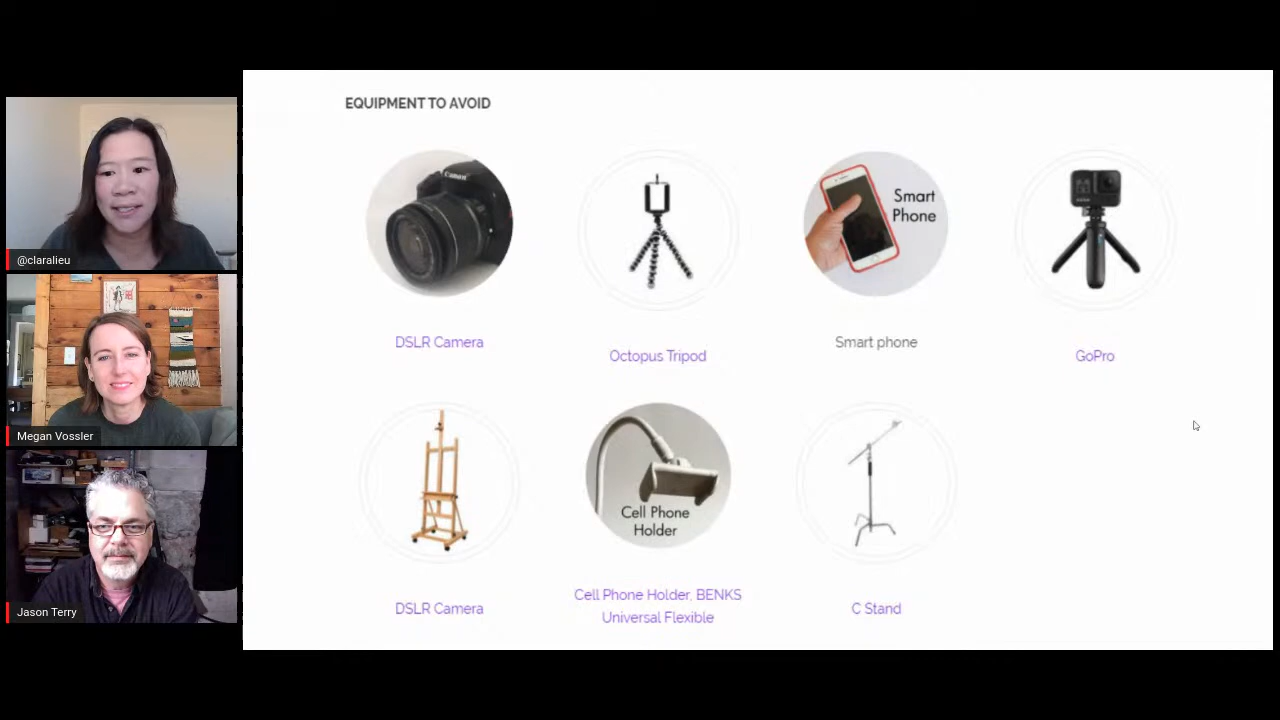 EQUIPMENT TO AVOID
Canon
Smart
Phone
DSLR Camera
Octopus Tripod
Smart phone
GoPro
Cell Phone
Holder
DSLR Camera
Cell Phone Holder, BENKS
Universal Flexible
C Stand
@claralieu
Megan Vossler
Jason Terry